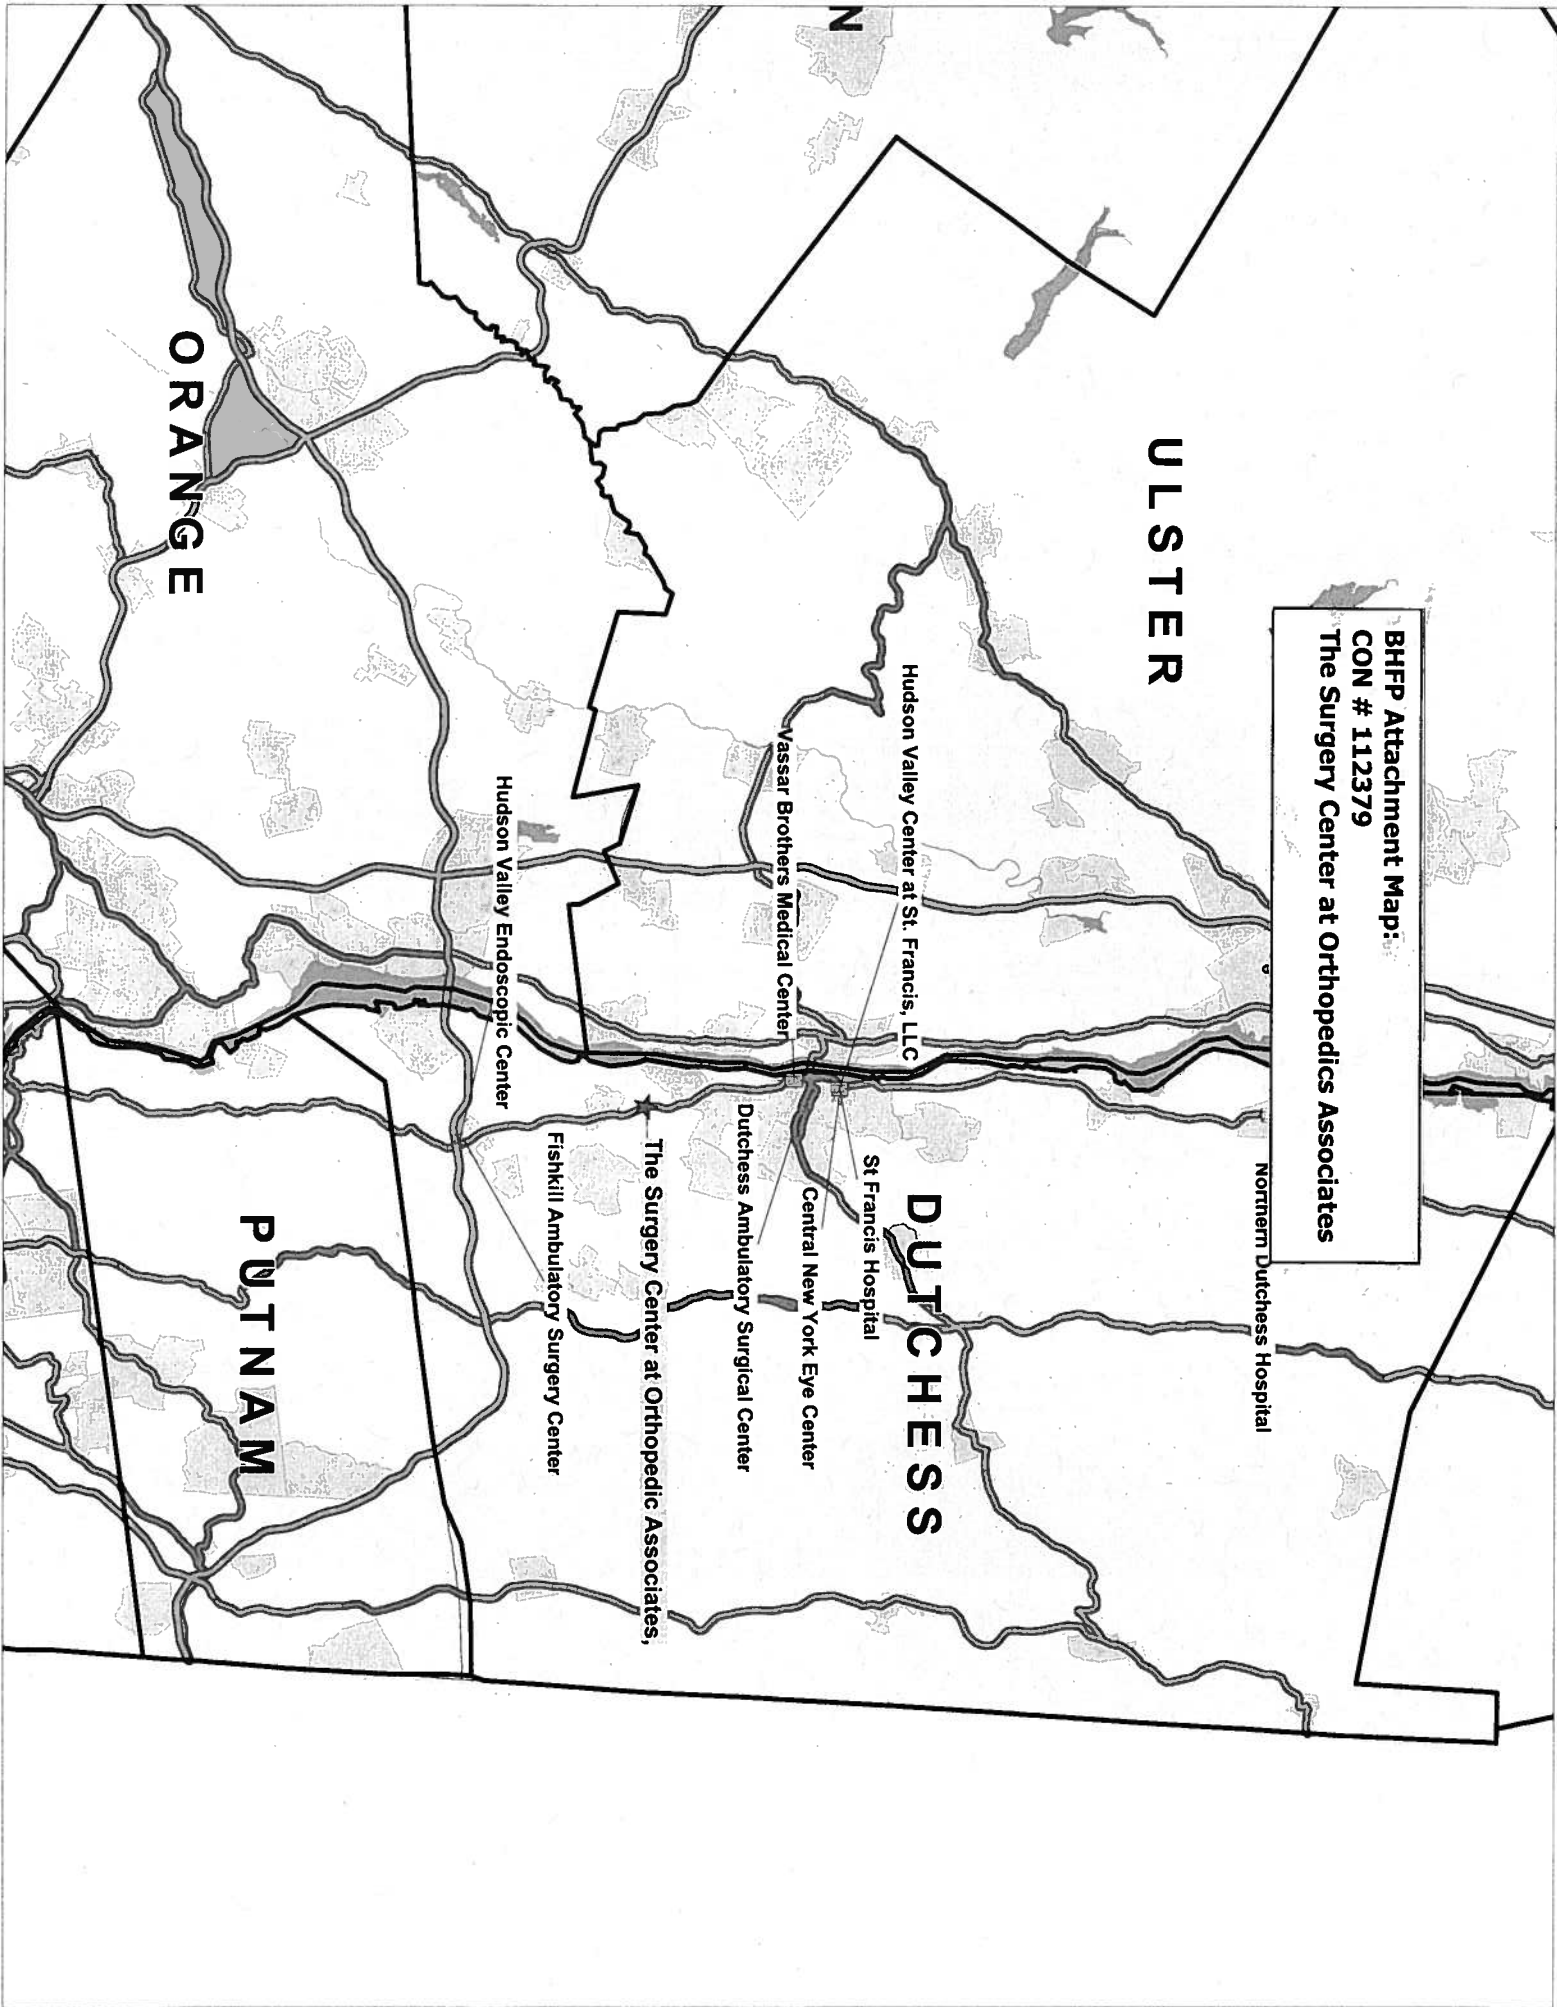 BHFP Attachment Map:
CON # 112379
The Surgery Center at Orthopedics Associates
Northern Dutchess Hospital
ULSTER
DUTCHESS
Hudson Valley Center at St. Francis, LLC
St Francis Hospital
N
Central New York Eye Center
Vassar Brothers Medical Center
Dutchess Ambulatory Surgical Center
The Surgery Center at Orthopedic Associates,
Fishkill Ambulatory Surgery Center
Hudson Valley Endoscopic Center
PUTNAM
ORANGE